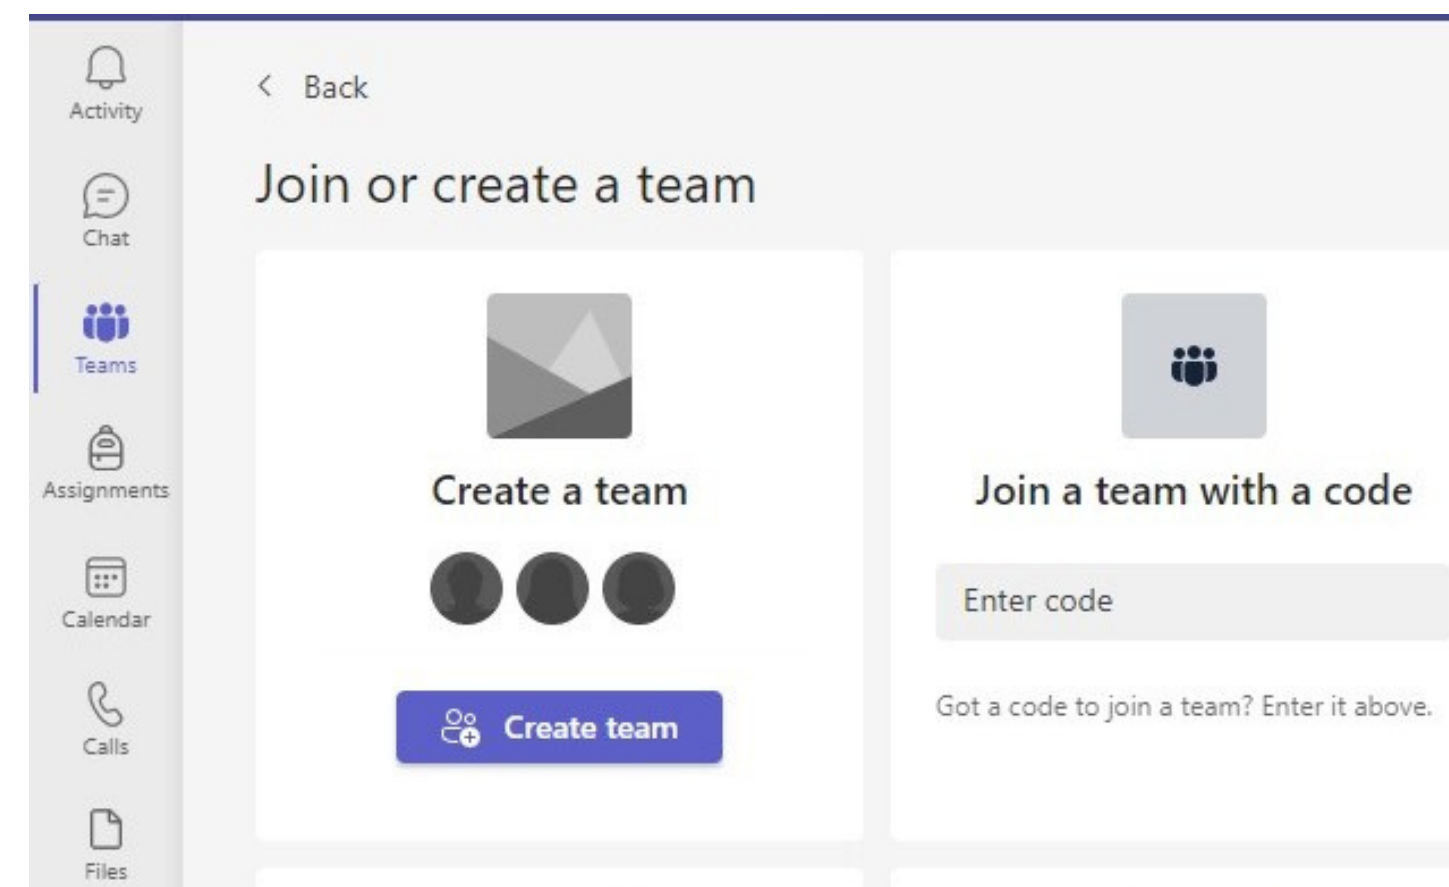 Activity
Chat
Teams
Assignments
Calendar
Calls
Files
Back
Join or create a team
Create a team
Create team
Join a team with a code
Enter code
Got a code to join a team? Enter it above.